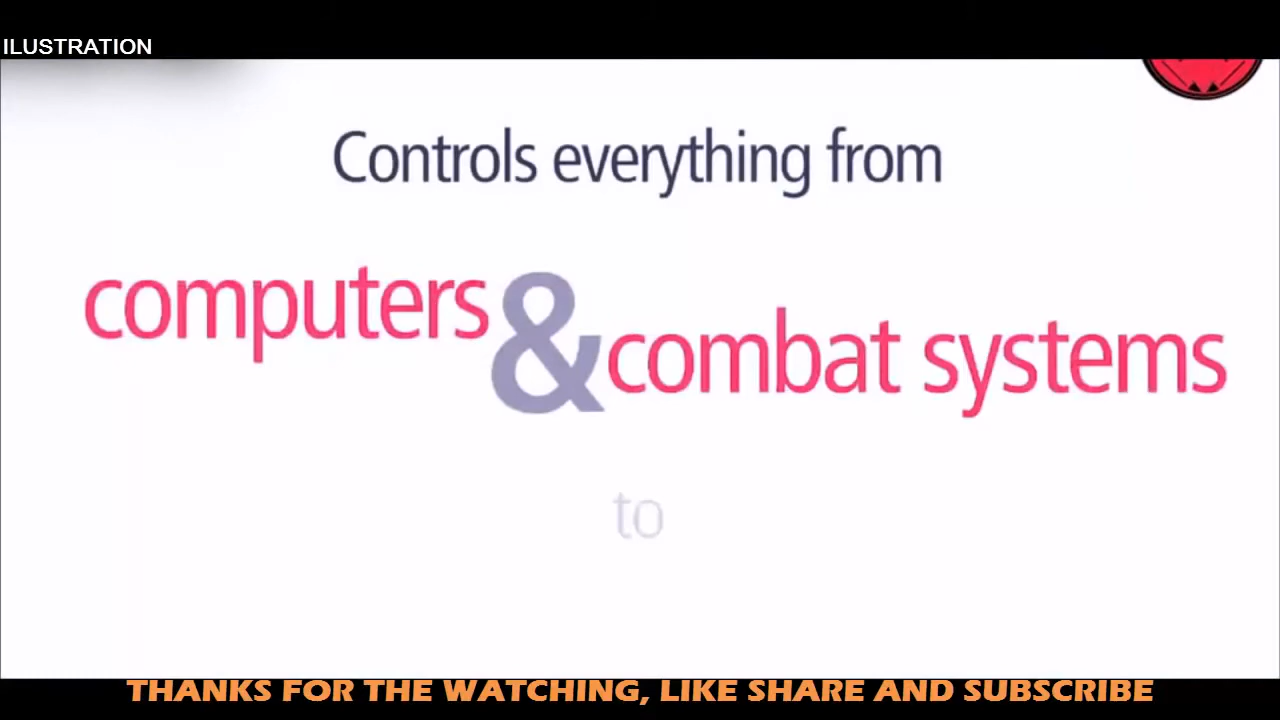 ILUSTRATION
Controls everything from
computers & combat systems
to
THANKS FOR THE WATCHING, LIKE SHARE AND SUBSCRIBE